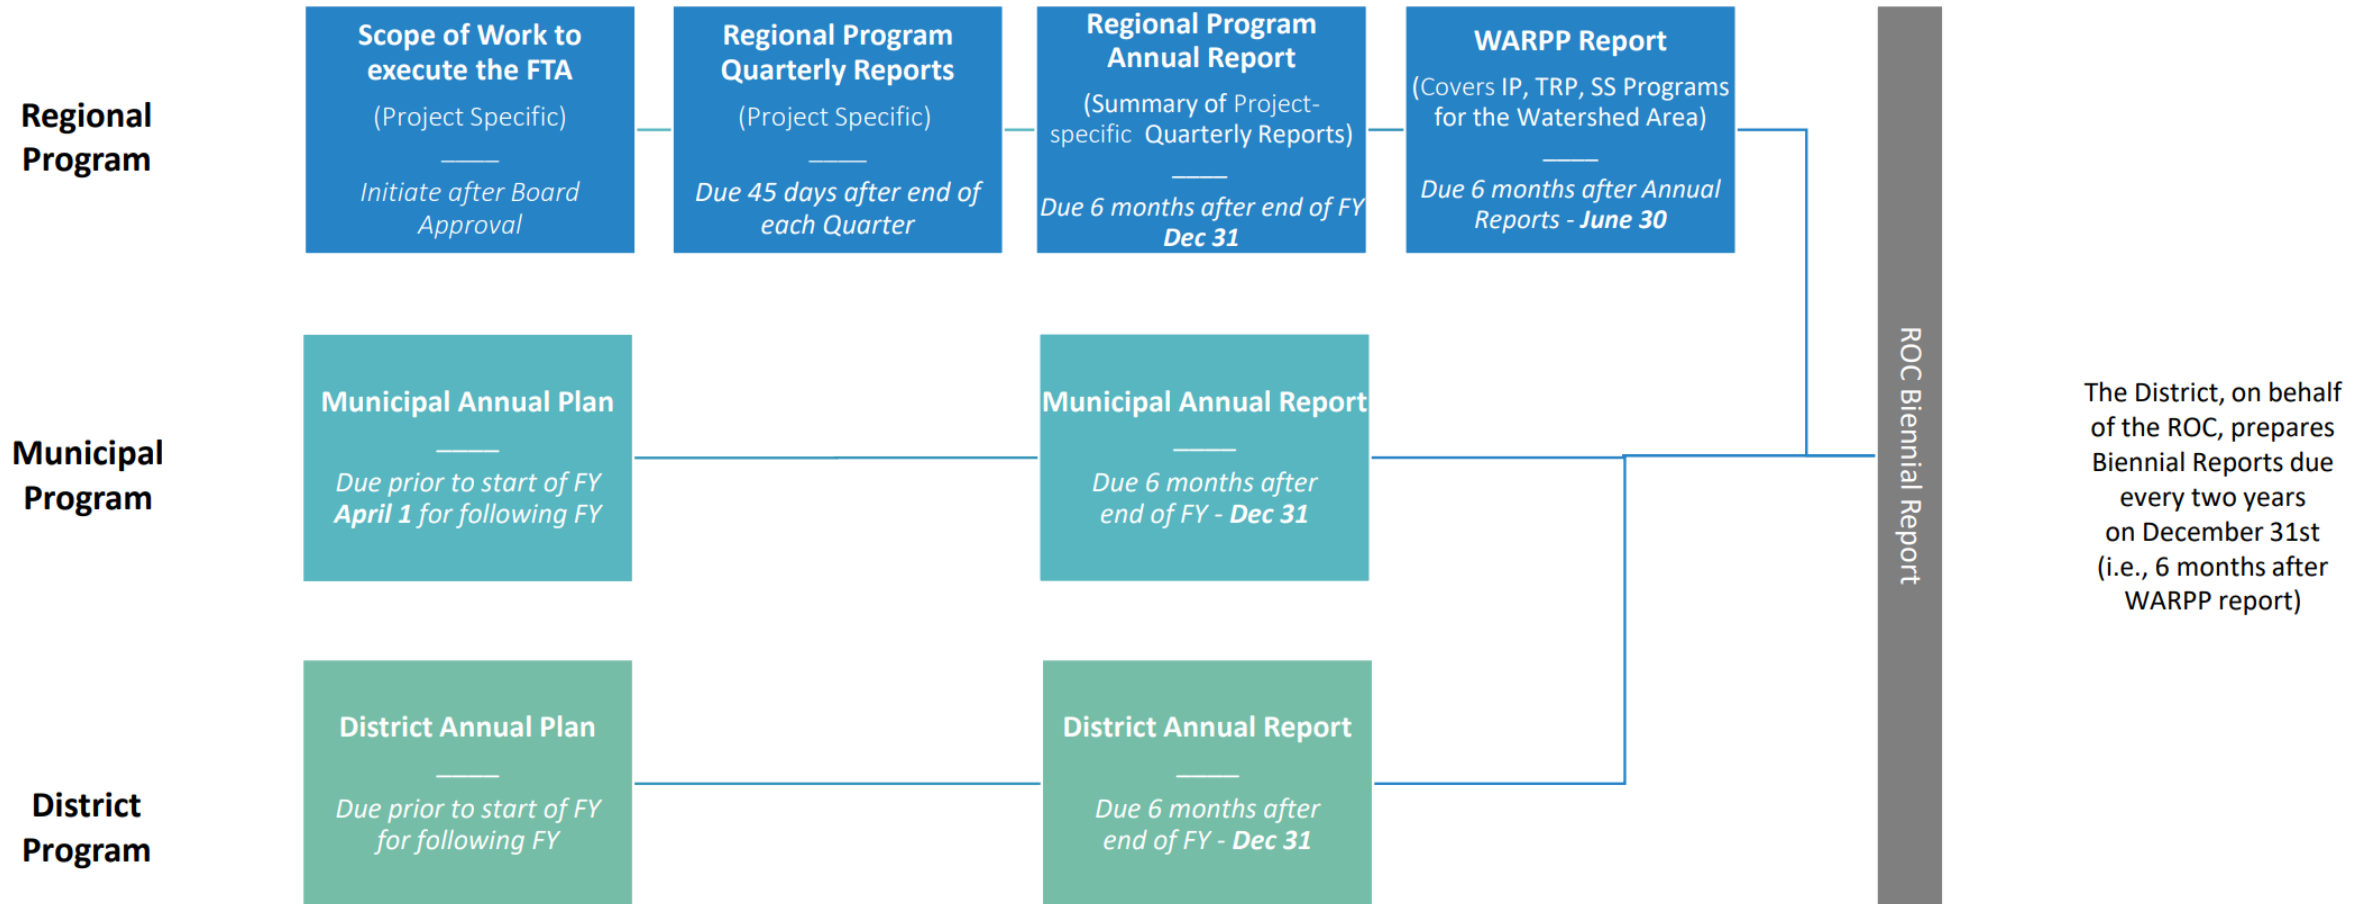 Regional
Program
Scope of Work to
execute the FTA
(Project Specific)
Initiate after Board
Approval
Regional Program
Quarterly Reports
(Project Specific)
Due 45 days after end of
each Quarter
Regional Program
Annual Report
(Summary of Project-
specific Quarterly Reports)
Due 6 months after end of FY
Dec 31
WARPP Report
(Covers IP, TRP, SS Programs
for the Watershed Area)
Due 6 months after Annual
Reports - June 30
Municipal
Program
Municipal Annual Plan
Due prior to start of FY
April 1 for following FY
Municipal Annual Report
Due 6 months after
end of FY - Dec 31
District
Program
District Annual Plan
Due prior to start of FY
for following FY
District Annual Report
Due 6 months after
end of FY - Dec 31
ROC Biennial Report
The District, on behalf
of the ROC, prepares
Biennial Reports due
every two years
on December 31st
(i.e., 6 months after
WARPP report)